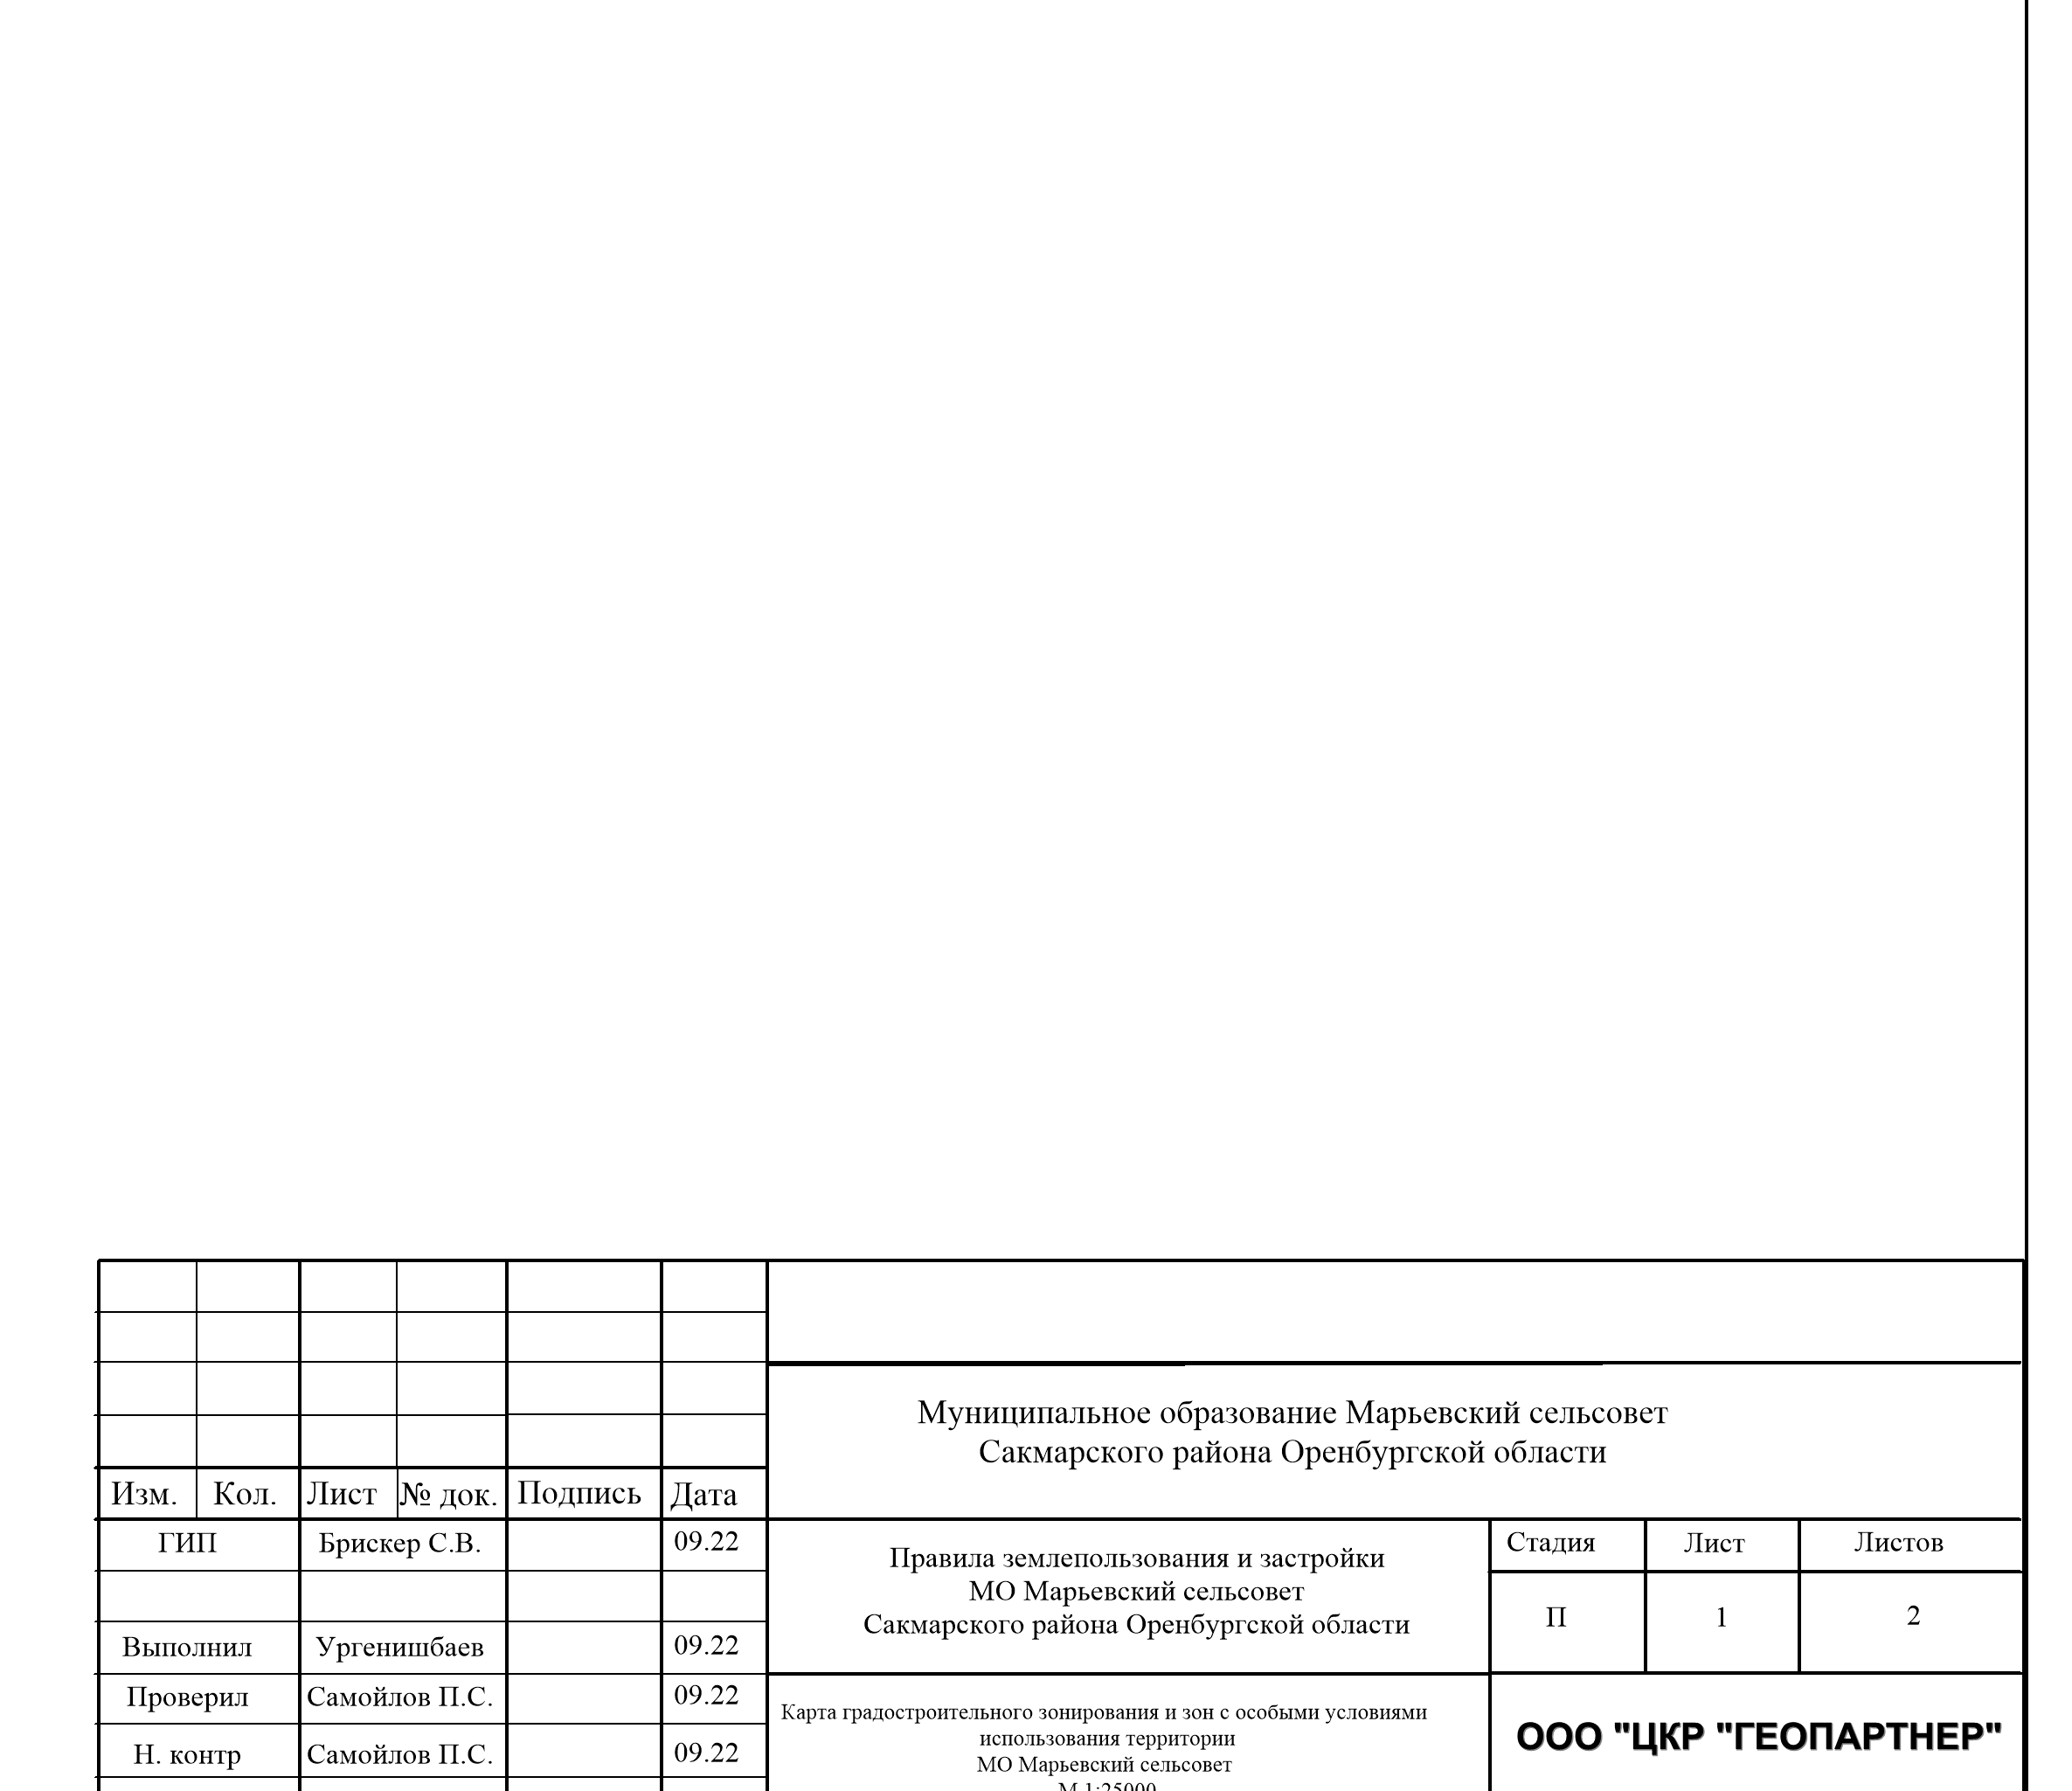 Муниципальное образование Марьевский сельсовет
Сакмарского района Оренбургской области
Изм. Кол. Лист № док. Подпись Дата
ГИП Брискер С.В. 09.22
Правила землепользования и застройки
МО Марьевский сельсовет
Сакмарского района Оренбургской области
Стадия Лист Листов
П 1 2
Выполнил Ургенишбаев 09.22
Проверил Самойлов П.С. 09.22
Н. контр Самойлов П.С. 09.22
Карта градостроительного зонирования и зон с особыми условиями
использования территории
МО Марьевский сельсовет
М 1:25000
ООО "ЦКР "ГЕОПАРТНЕР"